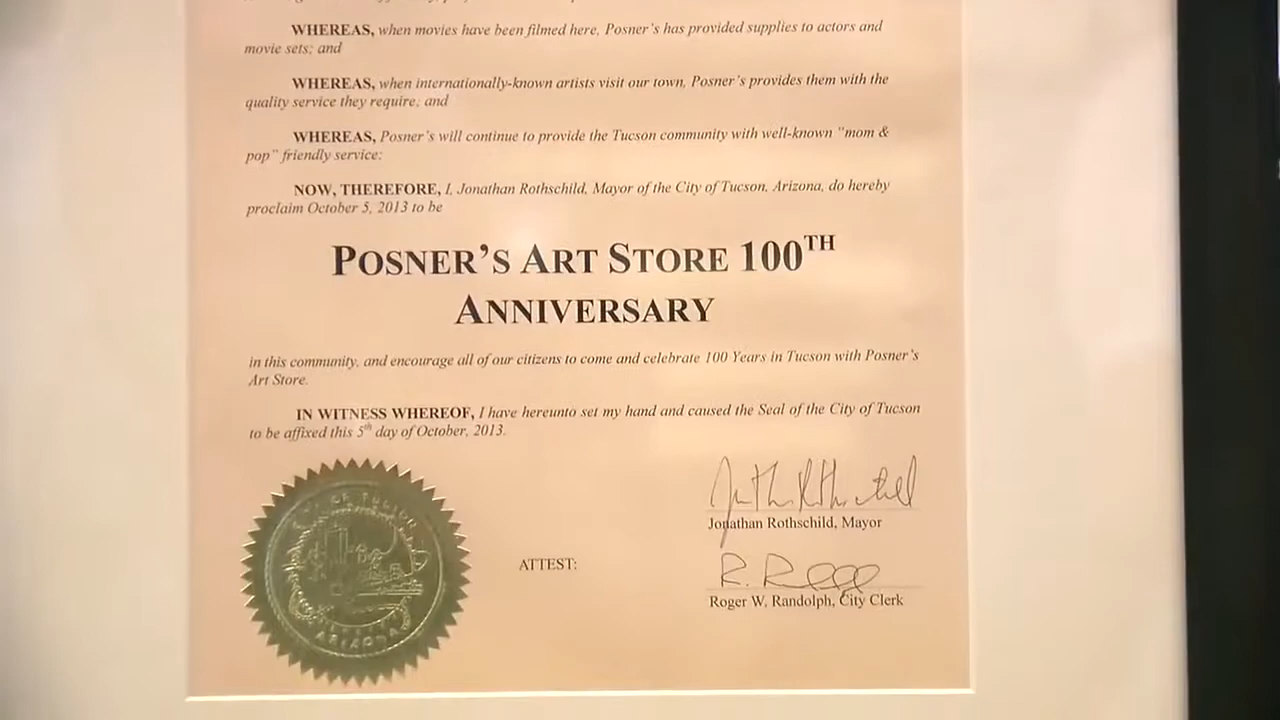 WHEREAS, when movies have been filmed here, Posner's has provided supplies to actors and
movie sets; and
WHEREAS, when internationally-known artists visit our town, Posner's provides them with the
quality service they require, and
WHEREAS, Posner's will continue to provide the Tucson community with well-known "mom &
pop" friendly service;
NOW, THEREFORE, I, Jonathan Rothschild, Mayor of the City of Tucson, Arizona, do hereby
proclaim October 5, 2013 to be
POSNER'S ART STORE 100TH
ANNIVERSARY
in this community, and encourage all of our citizens to come and celebrate 100 Years in Tucson with Posner's
Art Store.
IN WITNESS WHEREOF, I have hereunto set my hand and caused the Seal of the City of Tucson
to be affixed this 5th day of October, 2013.
Jonathan Rothschild, Mayor
ATTEST:
Roger W. Randolph, City Clerk
ARIZONA